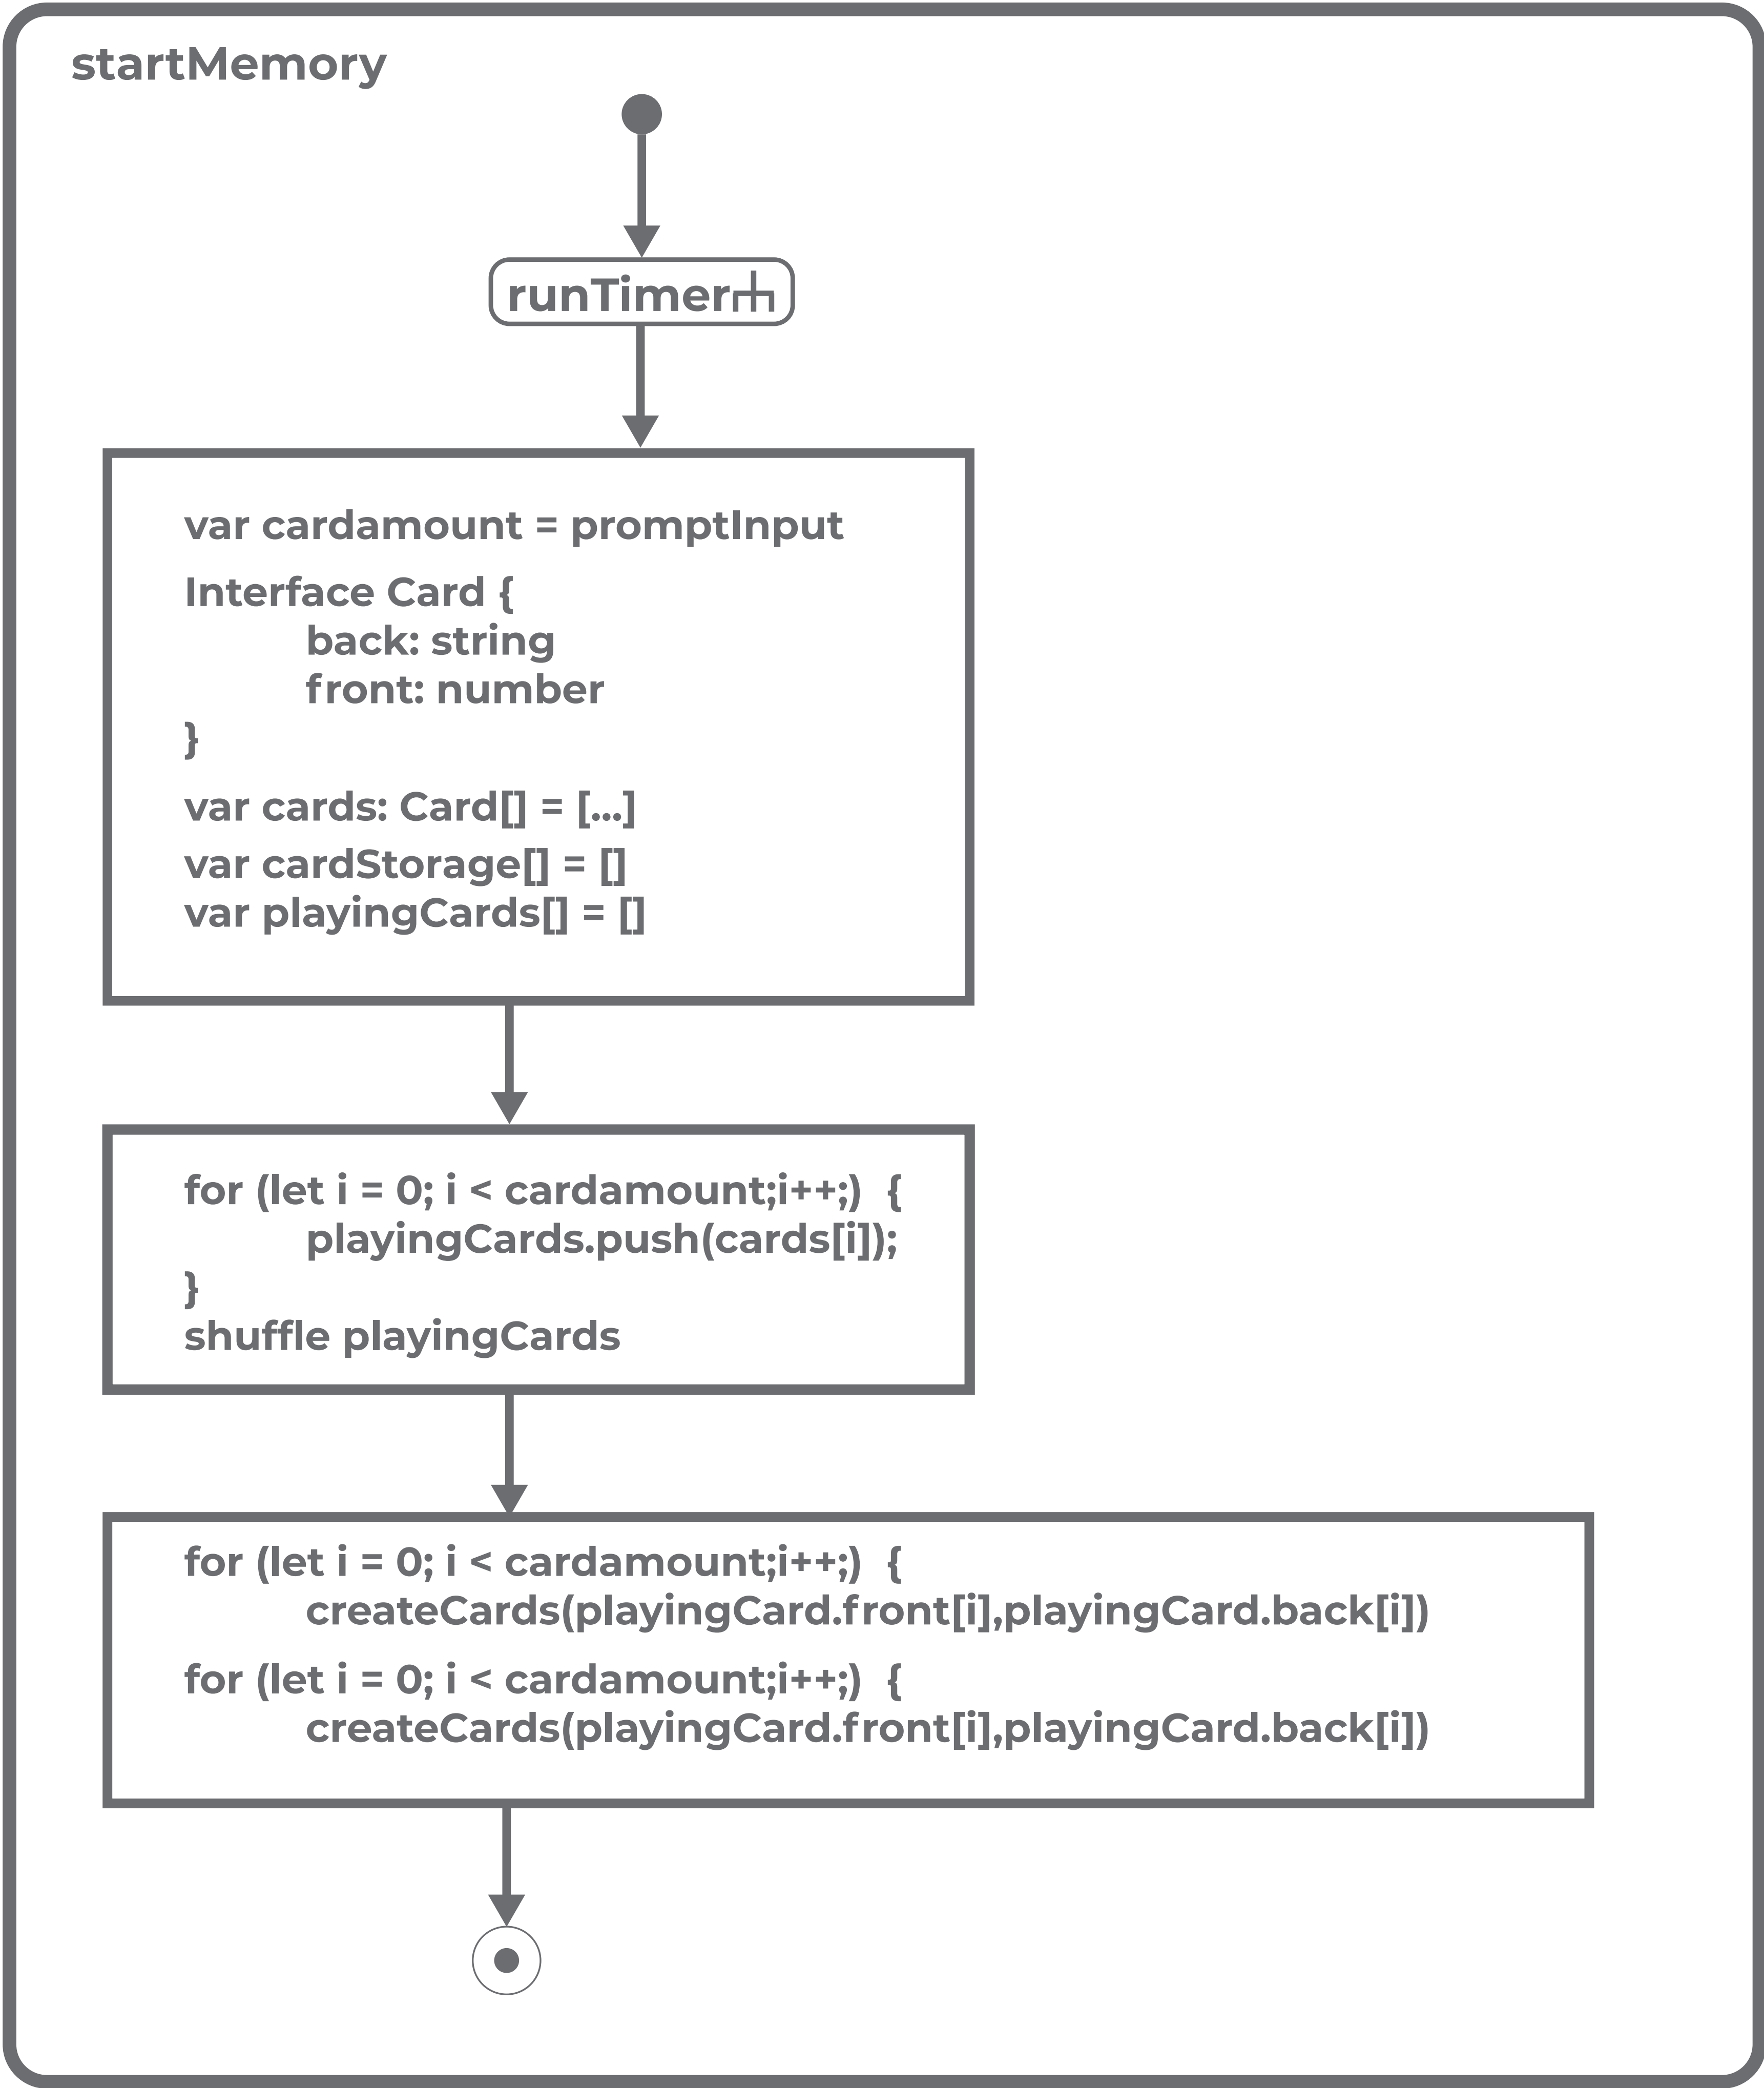 startMemory
runTimer
var cardamount = promptInput
Interface Card {
back: string
front: number
}
var cards: Card[] = [...]
var cardStorage[] = []
var playingCards[] = []
for (let i = 0; i < cardamount;i++;) {
playingCards.push(cards[i]);
}
shuffle playingCards
for (let i = 0; i < cardamount;i++;) {
createCards(playingCard.front[i],playingCard.back[i])
for (let i = 0; i < cardamount;i++;) {
createCards(playingCard.front[i],playingCard.back[i])